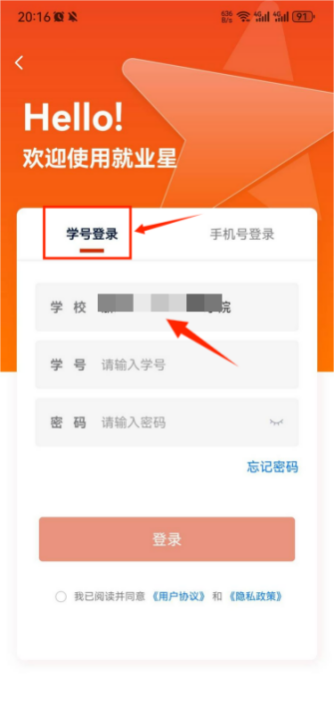 20:16 636 B/s 4G 4G 91
Hello!
欢迎使用就业星
学号登录 手机号登录
学 校 院
学 号 请输入学号
密 码 请输入密码
忘记密码
登录
我已阅读并同意 《用户协议》 和 《隐私政策》